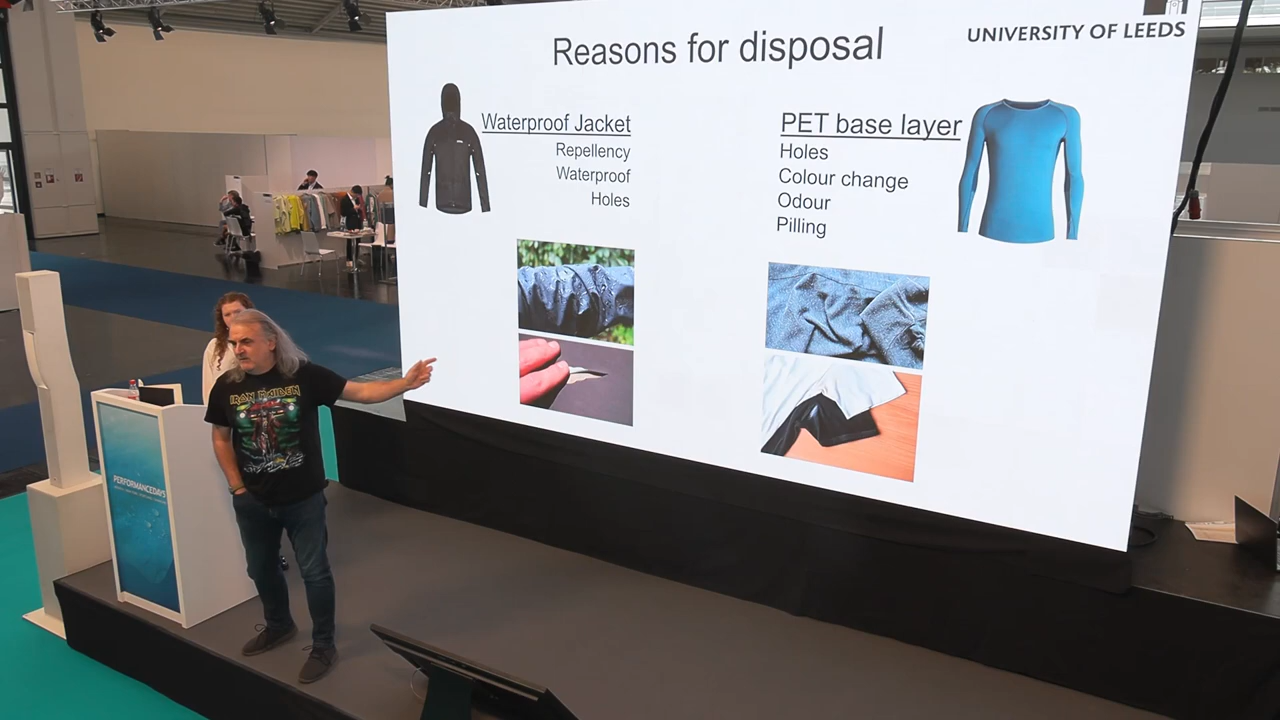 Reasons for disposal
UNIVERSITY OF LEEDS
Waterproof Jacket
Repellency
Waterproof
Holes
PET base layer
Holes
Colour change
Odour
Pilling
IRON MAIDEN
PERFORMANCEDAYS